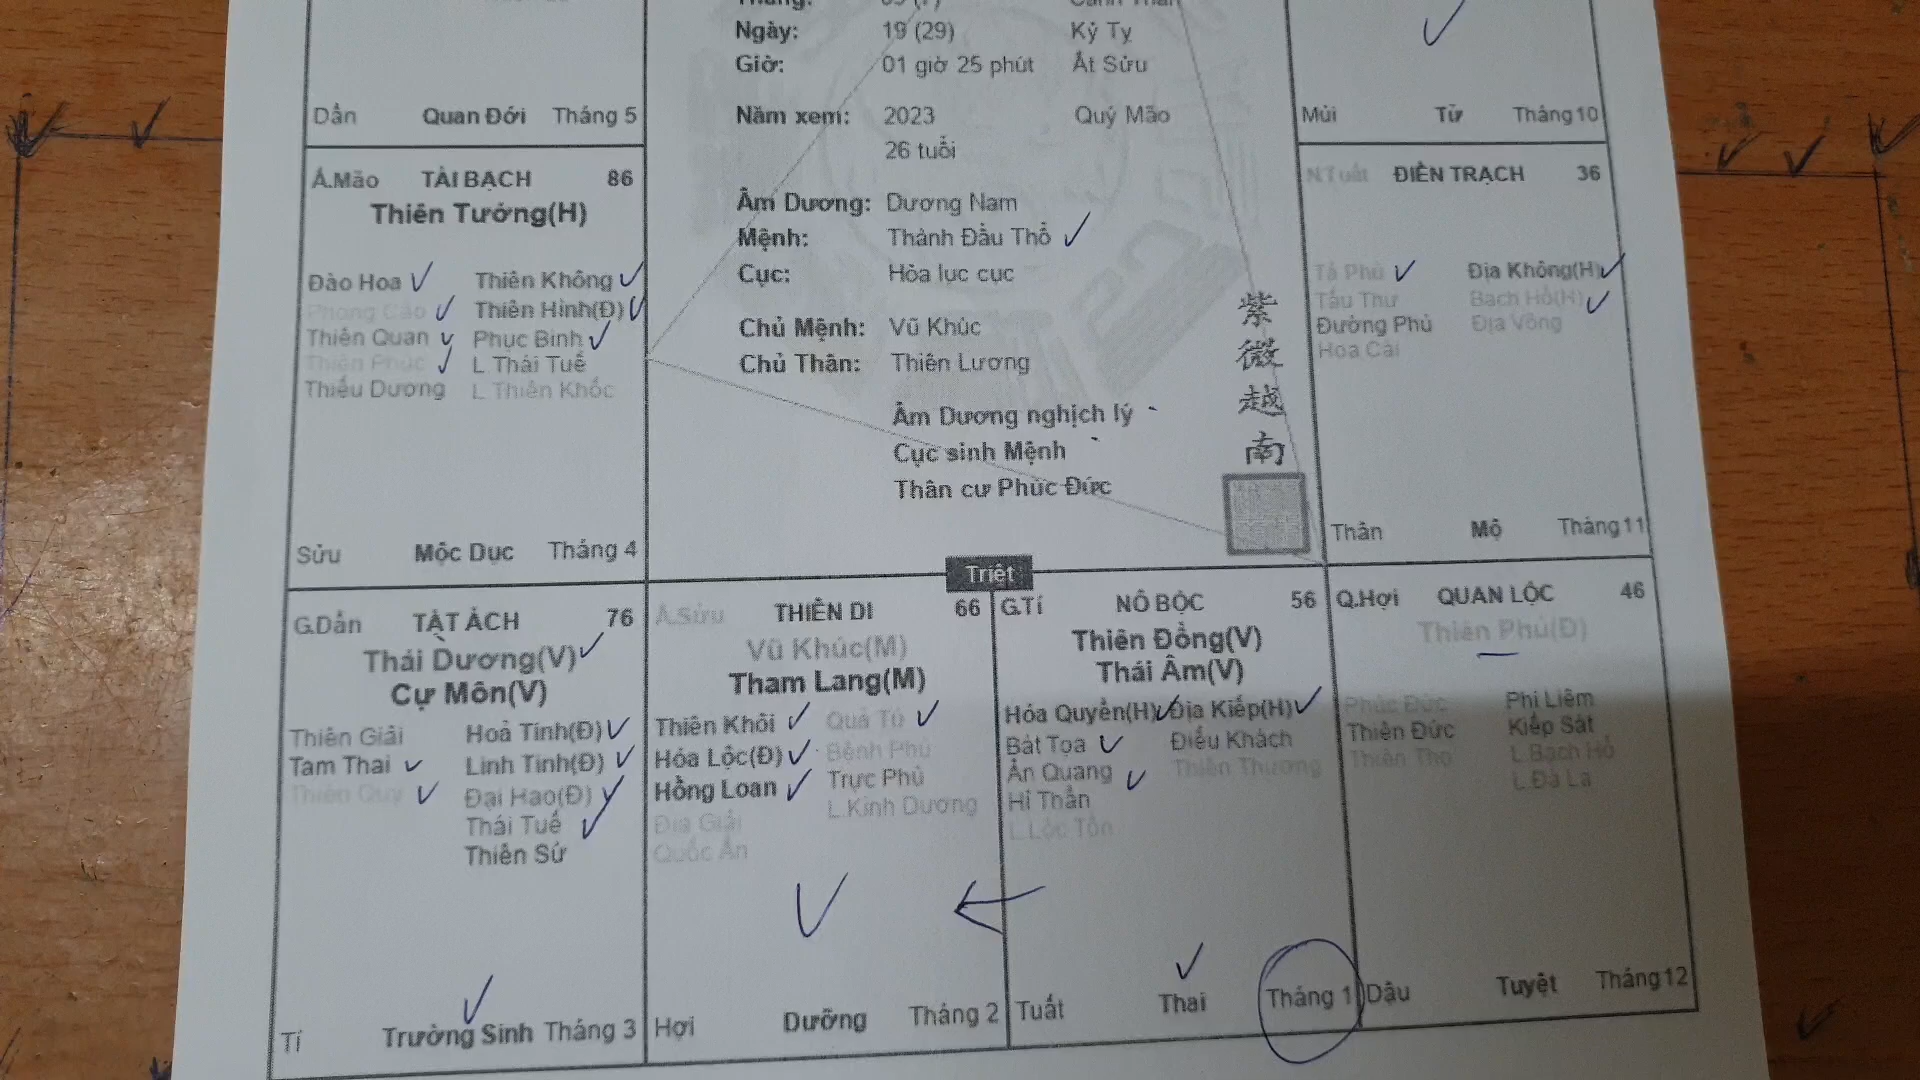 Ngày: 19 (29) Kỷ Tỵ
Giờ: 01 giờ 25 phút Ất Sửu
Năm xem: 2023 Quý Mão
26 tuổi
Âm Dương: Dương Nam
Mệnh: Thành Đầu Thổ
Cục: Hỏa lục cục
Chủ Mệnh: Vũ Khúc
Chủ Thân: Thiên Lương
Âm Dương nghịch lý
Cục sinh Mệnh
Thân cư Phúc Đức
紫微越南
Triệt
Dần Quan Đới Tháng 5
Mùi Tử Tháng 10
Ấ.Mão TÀI BẠCH 86
Thiên Tướng(H)
Đào Hoa Thiên Không
Phong Cáo Thiên Hình(Đ)
Thiên Quan Phục Binh
Thiên Phúc L.Thái Tuế
Thiếu Dương L.Thiên Khốc
Sửu Mộc Dục Tháng 4
N.Tuất ĐIỀN TRẠCH 36
Tả Phù Địa Không(H)
Tấu Thư Bạch Hổ(H)
Đường Phù Địa Võng
Hoa Cái
Thân Mộ Tháng 11
G.Dần TẬT ÁCH 76
Thái Dương(V)
Cự Môn(V)
Thiên Giải Hoả Tinh(Đ)
Tam Thai Linh Tinh(Đ)
Thiên Quý Đại Hao(Đ)
Thái Tuế
Thiên Sứ
Tí Trường Sinh Tháng 3
Ấ.Sửu THIÊN DI 66
Vũ Khúc(M)
Tham Lang(M)
Thiên Khôi Quả Tú
Hóa Lộc(Đ) Bệnh Phù
Hồng Loan Trực Phù
Địa Giải L.Kình Dương
Quốc Ấn
Hợi Dưỡng Tháng 2
G.Tí NÔ BỘC 56
Thiên Đồng(V)
Thái Âm(V)
Hóa Quyền(H) Địa Kiếp(H)
Bát Tọa Điếu Khách
Ân Quang Thiên Thương
Hỉ Thần
L.Lộc Tồn
Tuất Thai Tháng 1
Q.Hợi QUAN LỘC 46
Thiên Phủ(Đ)
Phúc Đức Phi Liêm
Thiên Đức Kiếp Sát
Thiên Thọ L.Bạch Hổ
L.Đà La
Dậu Tuyệt Tháng 12